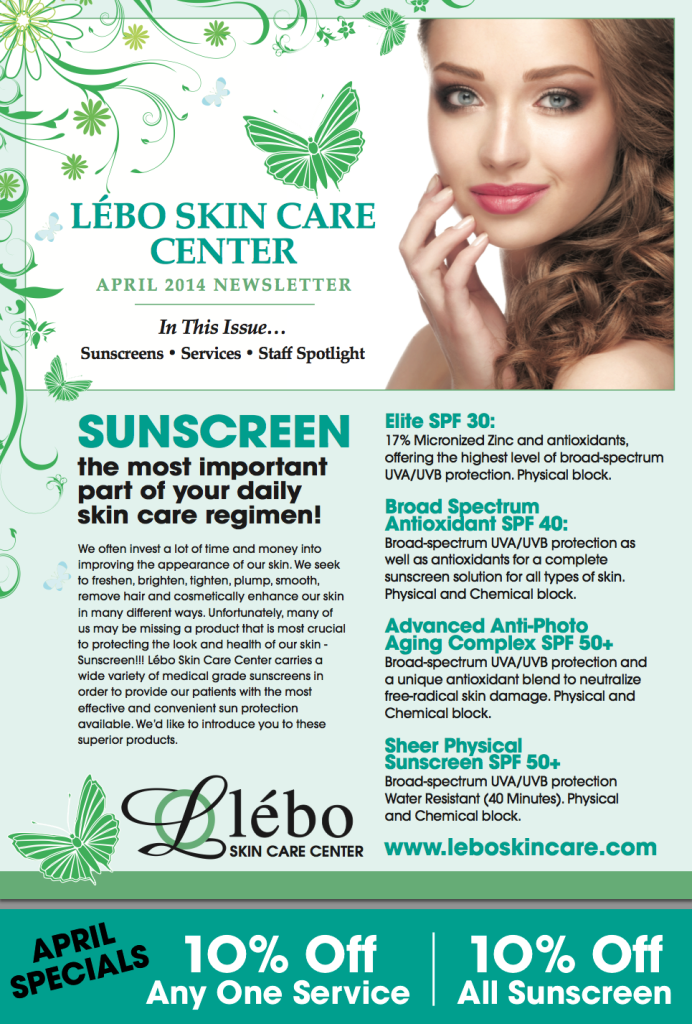 LÉBO SKIN CARE
CENTER
APRIL 2014 NEWSLETTER
In This Issue…
Sunscreens • Services • Staff Spotlight
SUNSCREEN
the most important
part of your daily
skin care regimen!
We often invest a lot of time and money into
improving the appearance of our skin. We seek
to freshen, brighten, tighten, plump, smooth,
remove hair and cosmetically enhance our skin
in many different ways. Unfortunately, many of
us may be missing a product that is most crucial
to protecting the look and health of our skin -
Sunscreen!!! Lébo Skin Care Center carries a
wide variety of medical grade sunscreens in
order to provide our patients with the most
effective and convenient sun protection
available. We'd like to introduce you to these
superior products.
Elite SPF 30:
17% Micronized Zinc and antioxidants,
offering the highest level of broad-spectrum
UVA/UVB protection. Physical block.
Broad Spectrum
Antioxidant SPF 40:
Broad-spectrum UVA/UVB protection as
well as antioxidants for a complete
sunscreen solution for all types of skin.
Physical and Chemical block.
Advanced Anti-Photo
Aging Complex SPF 50+
Broad-spectrum UVA/UVB protection and
a unique antioxidant blend to neutralize
free-radical skin damage. Physical and
Chemical block.
Sheer Physical
Sunscreen SPF 50+
Broad-spectrum UVA/UVB protection
Water Resistant (40 Minutes). Physical
and Chemical block.
L lébo
SKIN CARE CENTER
www.leboskincare.com
APRIL
SPECIALS
10% Off
Any One Service
10% Off
All Sunscreen